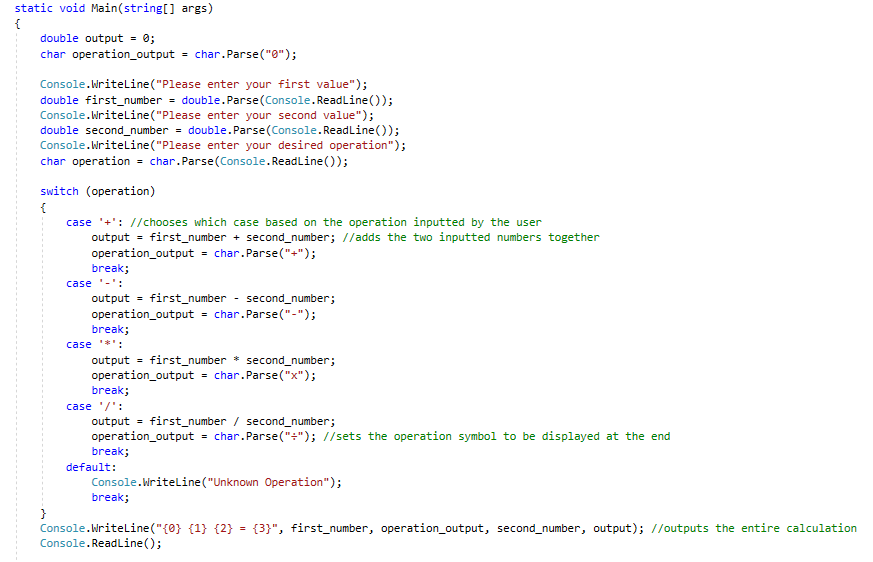 static void Main(string[] args)
{
double output = 0;
char operation_output = char.Parse("0");
Console.WriteLine("Please enter your first value");
double first_number = double.Parse(Console.ReadLine());
Console.WriteLine("Please enter your second value");
double second_number = double.Parse(Console.ReadLine());
Console.WriteLine("Please enter your desired operation");
char operation = char.Parse(Console.ReadLine());
switch (operation)
{
case '+': //chooses which case based on the operation inputted by the user
output = first_number + second_number; //adds the two inputted numbers together
operation_output = char.Parse("+");
break;
case '-':
output = first_number - second_number;
operation_output = char.Parse("-");
break;
case '*':
output = first_number * second_number;
operation_output = char.Parse("x");
break;
case '/':
output = first_number / second_number;
operation_output = char.Parse("÷"); //sets the operation symbol to be displayed at the end
break;
default:
Console.WriteLine("Unknown Operation");
break;
}
Console.WriteLine("{0} {1} {2} = {3}", first_number, operation_output, second_number, output); //outputs the entire calculation
Console.ReadLine();